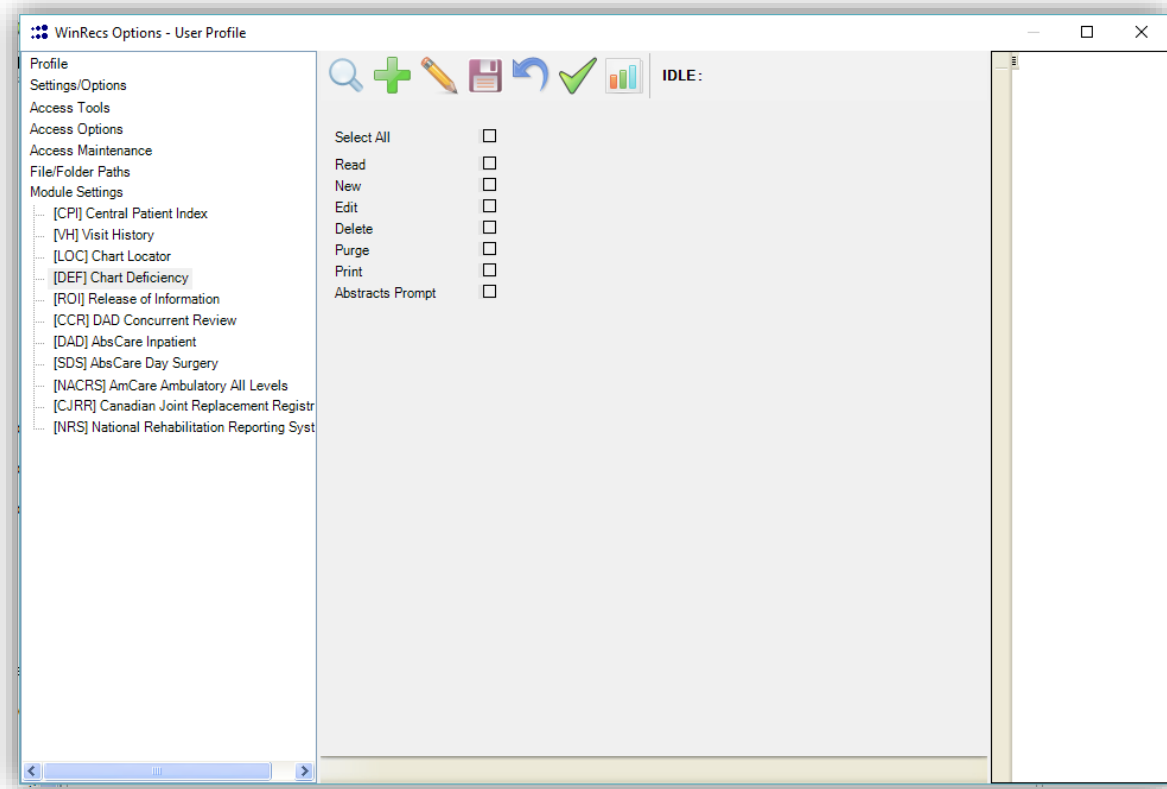 WinRecs Options - User Profile
Profile
Settings/Options
Access Tools
Access Options
Access Maintenance
File/Folder Paths
Module Settings
[CPI] Central Patient Index
[VH] Visit History
[LOC] Chart Locator
[DEF] Chart Deficiency
[ROI] Release of Information
[CCR] DAD Concurrent Review
[DAD] AbsCare Inpatient
[SDS] AbsCare Day Surgery
[NACRS] AmCare Ambulatory All Levels
[CJRR] Canadian Joint Replacement Registr
[NRS] National Rehabilitation Reporting Syst
IDLE :
Select All
Read
New
Edit
Delete
Purge
Print
Abstracts Prompt